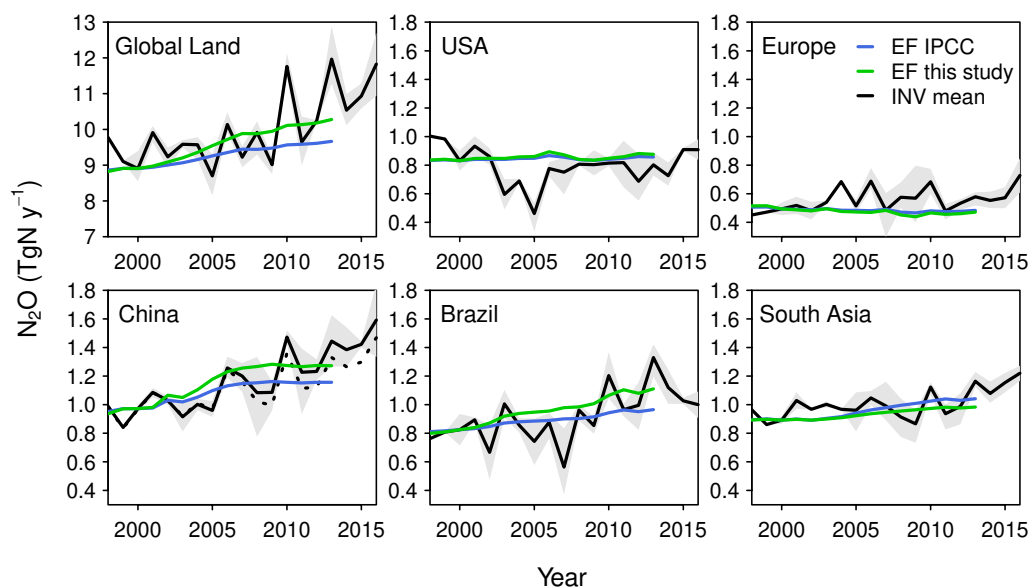 Global Land
USA
Europe
EF IPCC
EF this study
INV mean
13
12
11
10
9
8
7
1.8
1.6
1.4
1.2
1.0
0.8
0.6
0.4
1.8
1.6
1.4
1.2
1.0
0.8
0.6
0.4
2000 2005 2010 2015
2000 2005 2010 2015
2000 2005 2010 2015
N₂O (TgN y⁻¹)
China
Brazil
South Asia
1.8
1.6
1.4
1.2
1.0
0.8
0.6
0.4
1.8
1.6
1.4
1.2
1.0
0.8
0.6
0.4
1.8
1.6
1.4
1.2
1.0
0.8
0.6
0.4
2000 2005 2010 2015
2000 2005 2010 2015
2000 2005 2010 2015
Year